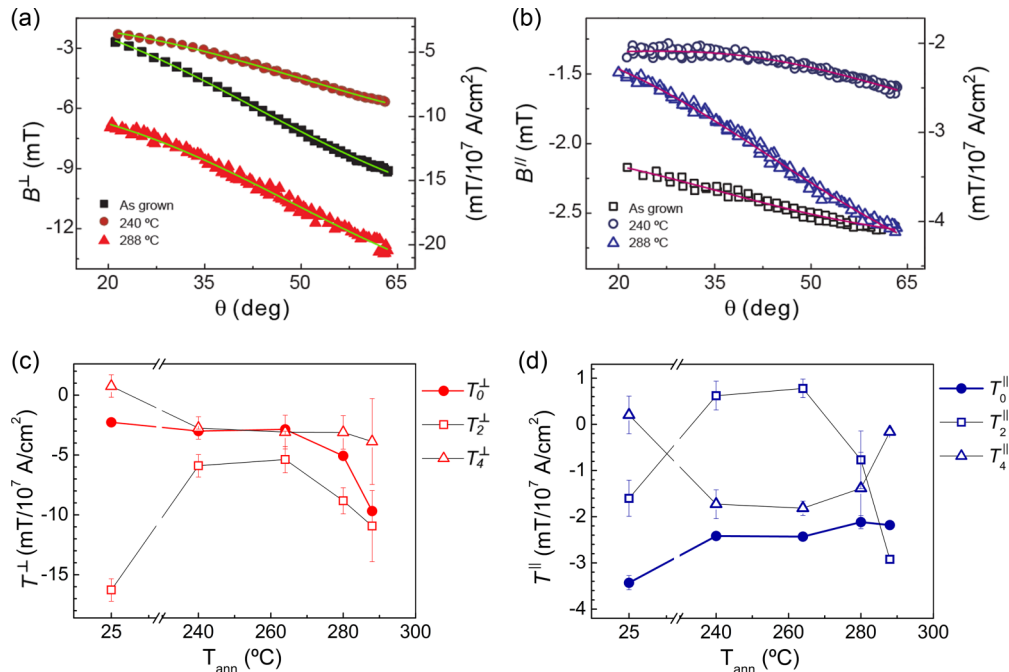 (a)
-3
-6
-9
-12
B⊥ (mT)
-5
-10
-15
-20
(mT/10⁷ A/cm²)
As grown
240 ºC
288 ºC
20
35
50
65
θ (deg)
(b)
-1.5
-2.0
-2.5
B// (mT)
-2
-3
-4
(mT/10⁷ A/cm²)
As grown
240 ºC
288 ºC
20
35
50
65
θ (deg)
(c)
0
-5
-10
-15
T⊥ (mT/10⁷ A/cm²)
T₀⊥
T₂⊥
T₄⊥
25
240
260
280
300
Tann (ºC)
(d)
1
0
-1
-2
-3
-4
T|| (mT/10⁷ A/cm²)
T₀||
T₂||
T₄||
25
240
260
280
300
Tann (ºC)